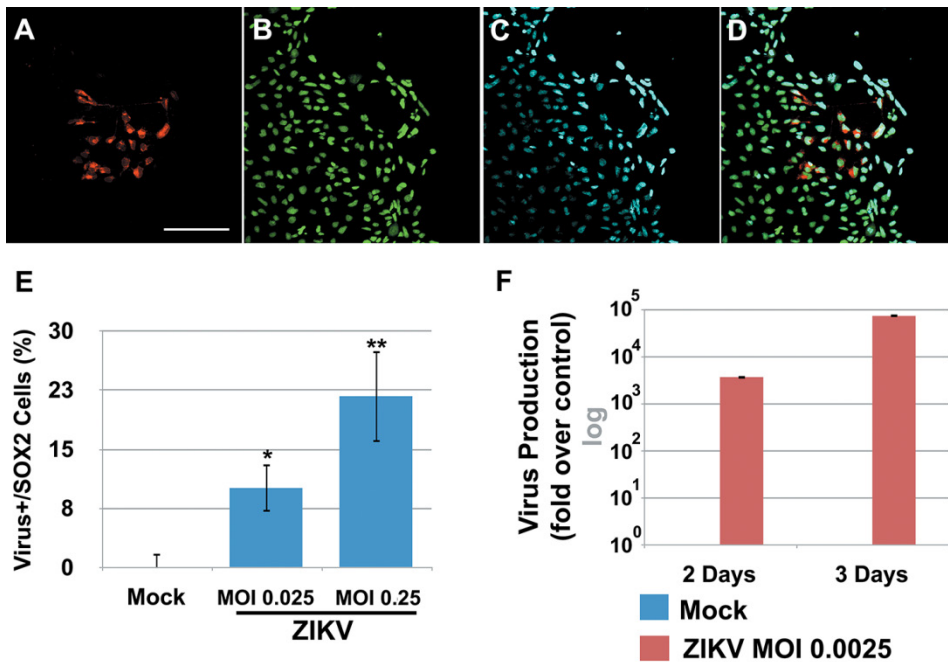 A
B
C
D
E
Virus+/SOX2 Cells (%)
30
23
15
8
0
Mock
MOI 0.025
MOI 0.25
ZIKV
*
**
F
Virus Production
(fold over control)
log
10^5
10^4
10^3
10^2
10^1
10^0
2 Days
3 Days
Mock
ZIKV MOI 0.0025